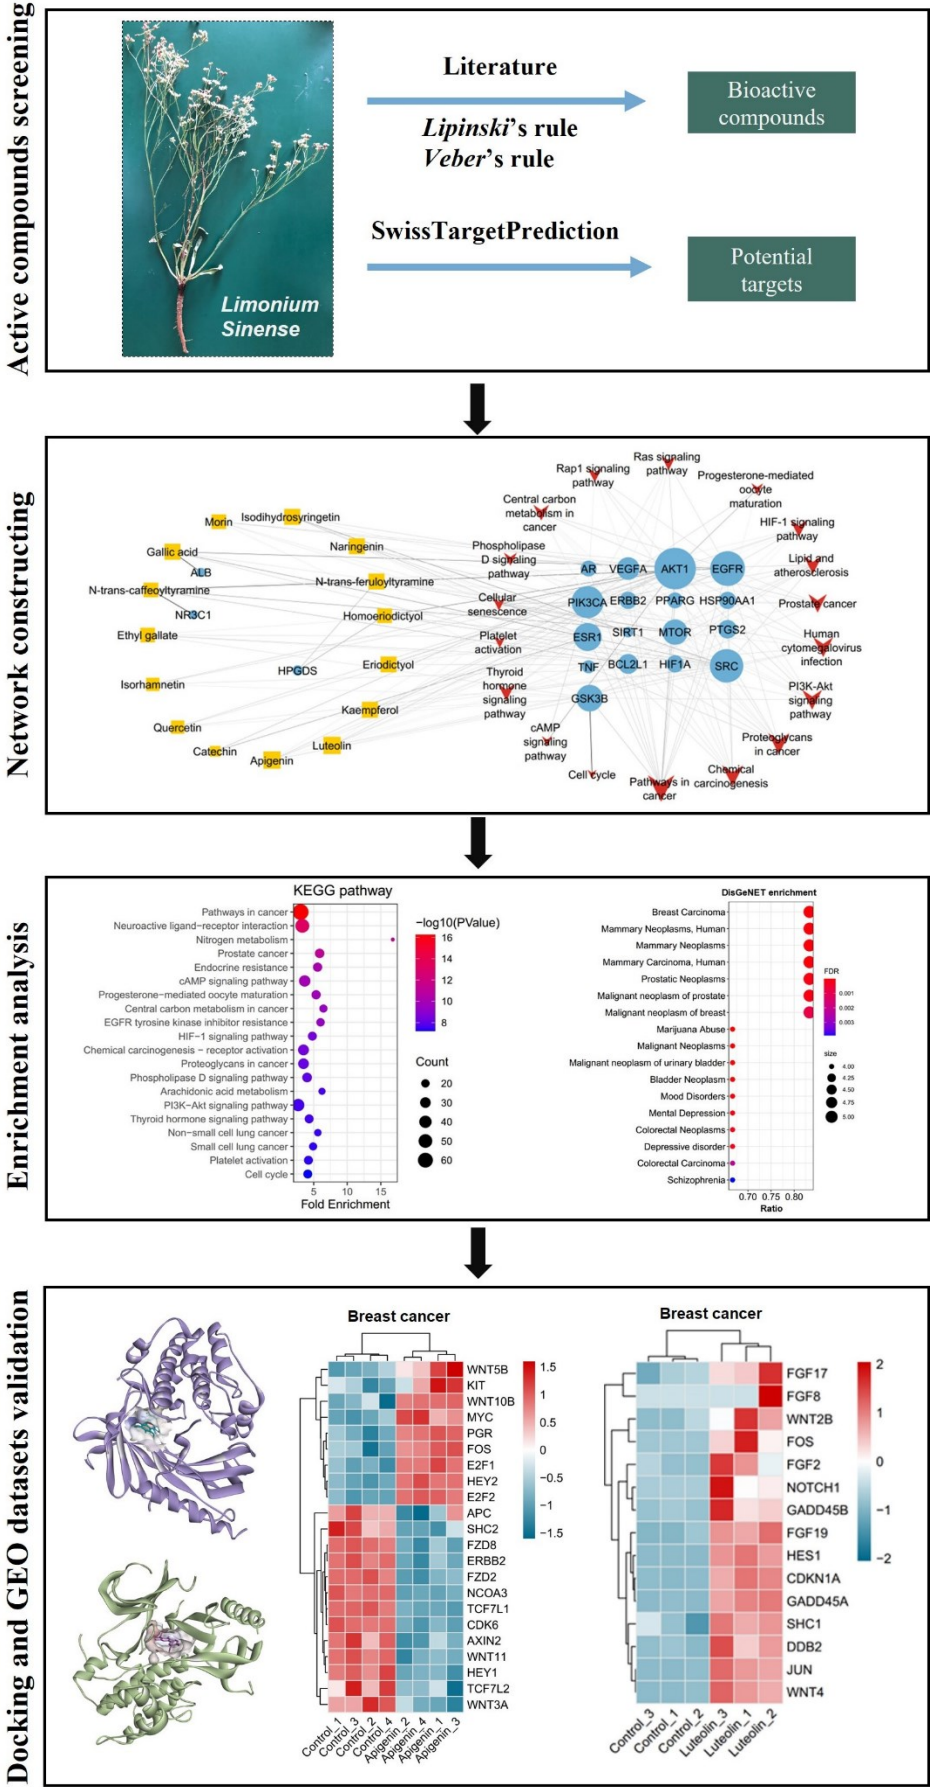 Active compounds screening
Literature
Lipinski's rule
Veber's rule
Bioactive
compounds
SwissTargetPrediction
Potential
targets
Limonium
Sinense
Network constructing
Morin
Isodihydrosyringetin
Gallic acid
Naringenin
ALB
N-trans-caffeoyltyramine
N-trans-feruloyltyramine
NR3C1
Homoeriodictyol
Ethyl gallate
HPGDS
Eriodictyol
Isorhamnetin
Kaempferol
Quercetin
Catechin
Apigenin
Luteolin
Rap1 signaling
pathway
Ras signaling
pathway
Progesterone-mediated
oocyte
maturation
Central carbon
metabolism in
cancer
HIF-1 signaling
pathway
Phospholipase
D signaling
pathway
Lipid and
atherosclerosis
Cellular
senescence
Prostate cancer
Platelet
activation
Human
cytomegalovirus
infection
Thyroid
hormone
signaling
pathway
PI3K-Akt
signaling
pathway
cAMP
signaling
pathway
Proteoglycans
in cancer
Cell cycle
Pathways in
cancer
Chemical
carcinogenesis
AR
VEGFA
AKT1
EGFR
PIK3CA
ERBB2
PPARG
HSP90AA1
ESR1
SIRT1
MTOR
PTGS2
TNF
BCL2L1
HIF1A
SRC
GSK3B
Enrichment analysis
KEGG pathway
Pathways in cancer
Neuroactive ligand−receptor interaction
Nitrogen metabolism
Prostate cancer
Endocrine resistance
cAMP signaling pathway
Progesterone−mediated oocyte maturation
Central carbon metabolism in cancer
EGFR tyrosine kinase inhibitor resistance
HIF−1 signaling pathway
Chemical carcinogenesis − receptor activation
Proteoglycans in cancer
Phospholipase D signaling pathway
Arachidonic acid metabolism
PI3K−Akt signaling pathway
Thyroid hormone signaling pathway
Non−small cell lung cancer
Small cell lung cancer
Platelet activation
Cell cycle
5 10 15
Fold Enrichment
−log10(PValue)
16
14
12
10
8
Count
20
30
40
50
60
DisGeNET enrichment
Breast Carcinoma
Mammary Neoplasms, Human
Mammary Neoplasms
Mammary Carcinoma, Human
Prostatic Neoplasms
Malignant neoplasm of prostate
Malignant neoplasm of breast
Marijuana Abuse
Malignant Neoplasms
Malignant neoplasm of urinary bladder
Bladder Neoplasm
Mood Disorders
Mental Depression
Colorectal Neoplasms
Depressive disorder
Colorectal Carcinoma
Schizophrenia
0.70 0.75 0.80
Ratio
FDR
0.001
0.002
0.003
size
4.00
4.25
4.50
4.75
5.00
Docking and GEO datasets validation
Breast cancer
WNT5B
KIT
WNT10B
MYC
PGR
FOS
E2F1
HEY2
E2F2
APC
SHC2
FZD8
ERBB2
FZD2
NCOA3
TCF7L1
CDK6
AXIN2
WNT11
HEY1
TCF7L2
WNT3A
Control_1
Control_3
Control_2
Control_4
Apigenin_2
Apigenin_4
Apigenin_1
Apigenin_3
1.5
1
0.5
0
−0.5
−1
−1.5
Breast cancer
FGF17
FGF8
WNT2B
FOS
FGF2
NOTCH1
GADD45B
FGF19
HES1
CDKN1A
GADD45A
SHC1
DDB2
JUN
WNT4
Control_3
Control_1
Control_2
Luteolin_3
Luteolin_1
Luteolin_2
2
1
0
−1
−2